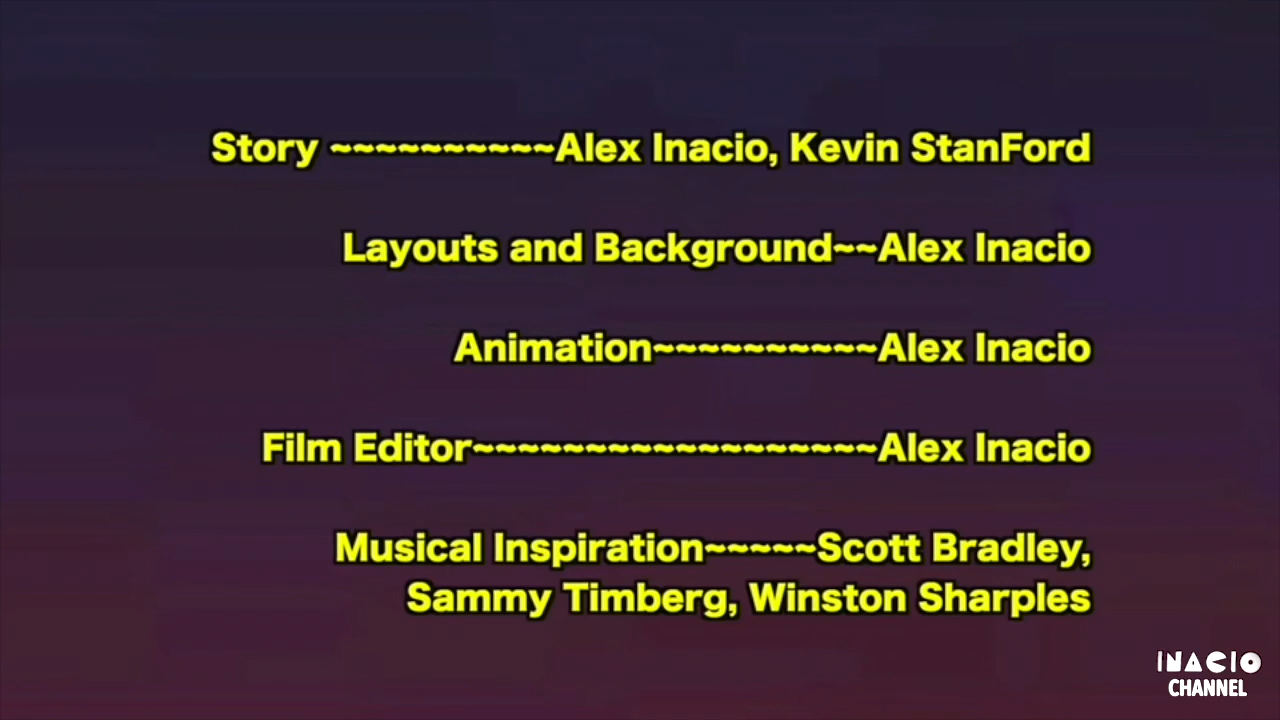 Story ~~~~~~~~~~Alex Inacio, Kevin StanFord
Layouts and Background~~Alex Inacio
Animation~~~~~~~~~~Alex Inacio
Film Editor~~~~~~~~~~~~~~~~~~Alex Inacio
Musical Inspiration~~~~~Scott Bradley,
Sammy Timberg, Winston Sharples
INACIO
CHANNEL